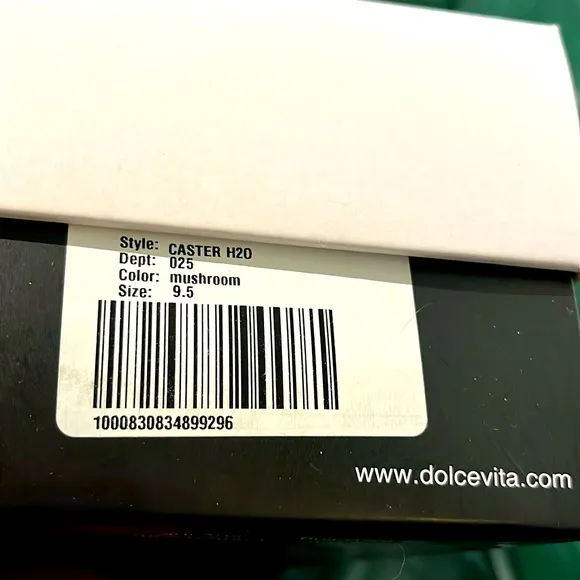 Style: CASTER H2O
Dept: 025
Color: mushroom
Size: 9.5
1000830834899296
www.dolcevita.com